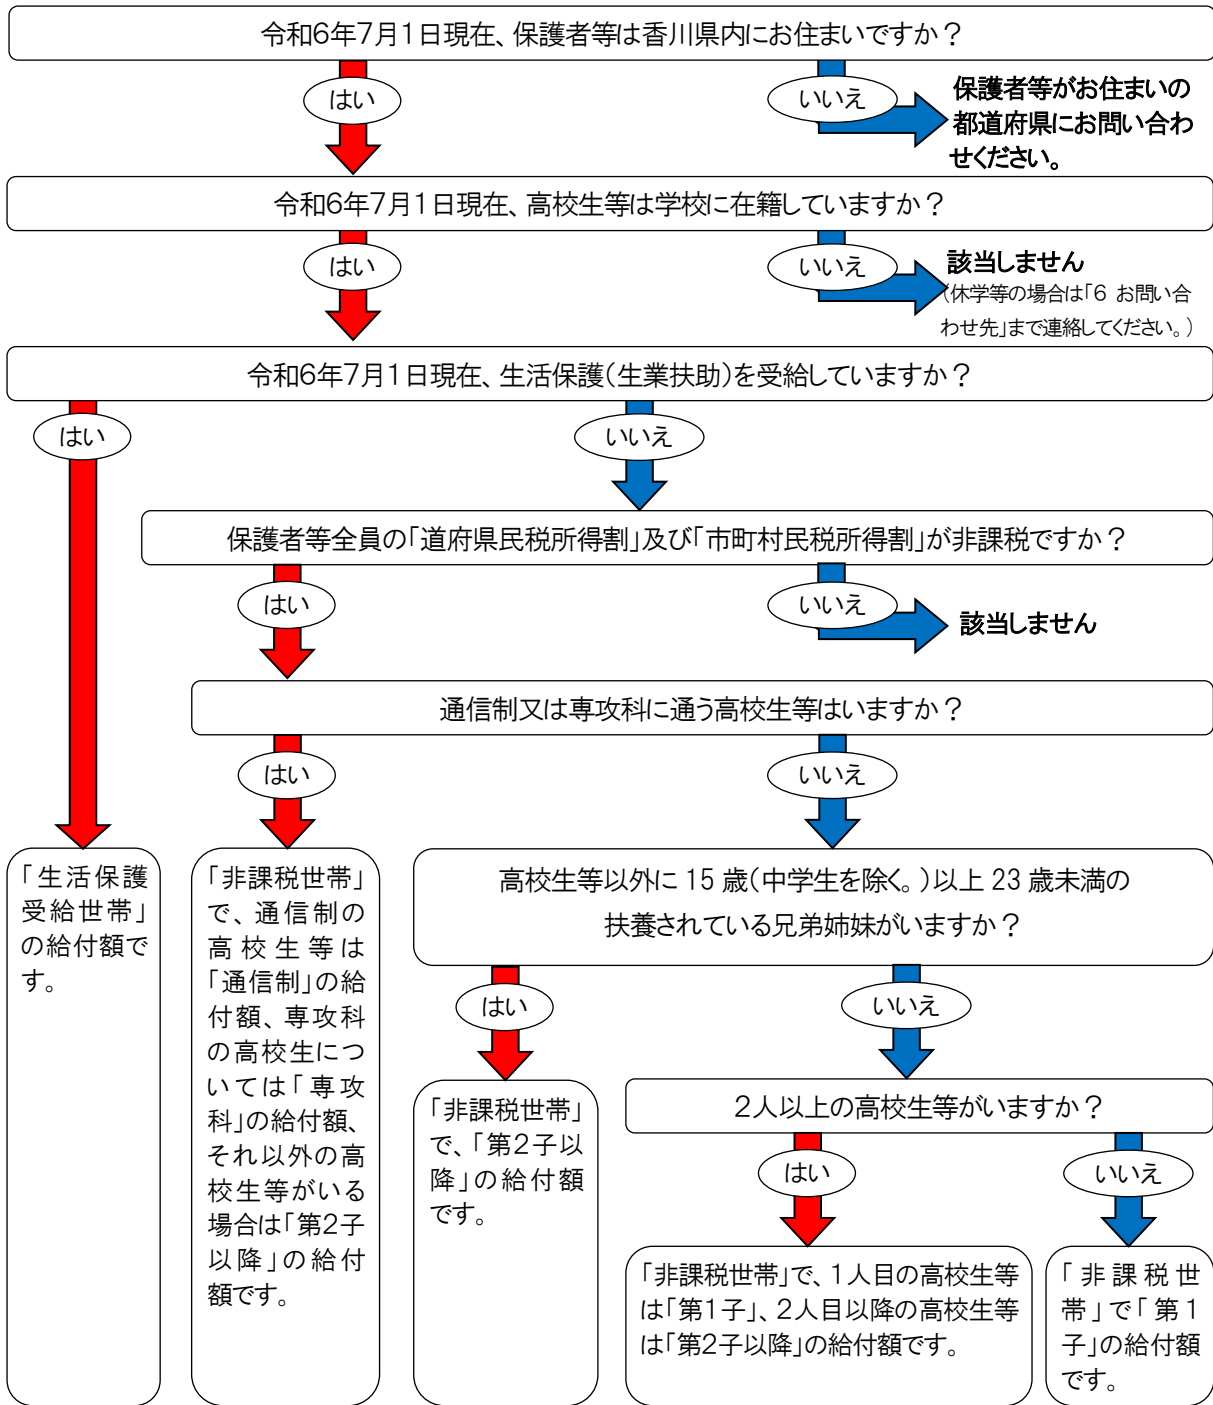 令和6年7月1日現在、保護者等は香川県内にお住まいですか？
はい
いいえ
保護者等がお住まいの
都道府県にお問い合わ
せください。
令和6年7月1日現在、高校生等は学校に在籍していますか？
はい
いいえ
該当しません
（休学等の場合は「6 お問い合
わせ先」まで連絡してください。）
令和6年7月1日現在、生活保護（生業扶助）を受給していますか？
はい
いいえ
保護者等全員の「道府県民税所得割」及び「市町村民税所得割」が非課税ですか？
はい
いいえ
該当しません
通信制又は専攻科に通う高校生等はいますか？
はい
いいえ
「生活保護
受給世帯」
の給付額で
す。
「非課税世帯」
で、通信制の
高校生等は
「通信制」の給
付額、専攻科
の高校生につ
いては「専攻
科」の給付額、
それ以外の高
校生等がいる
場合は「第2子
以降」の給付
額です。
高校生等以外に 15 歳（中学生を除く。）以上 23 歳未満の
扶養されている兄弟姉妹がいますか？
はい
いいえ
「非課税世帯」
で、「第2子以
降」の給付額
です。
2人以上の高校生等がいますか？
はい
いいえ
「非課税世帯」で、1人目の高校生等
は「第1子」、2人目以降の高校生等
は「第2子以降」の給付額です。
「非課税世
帯」で「第1
子」の給付額
です。